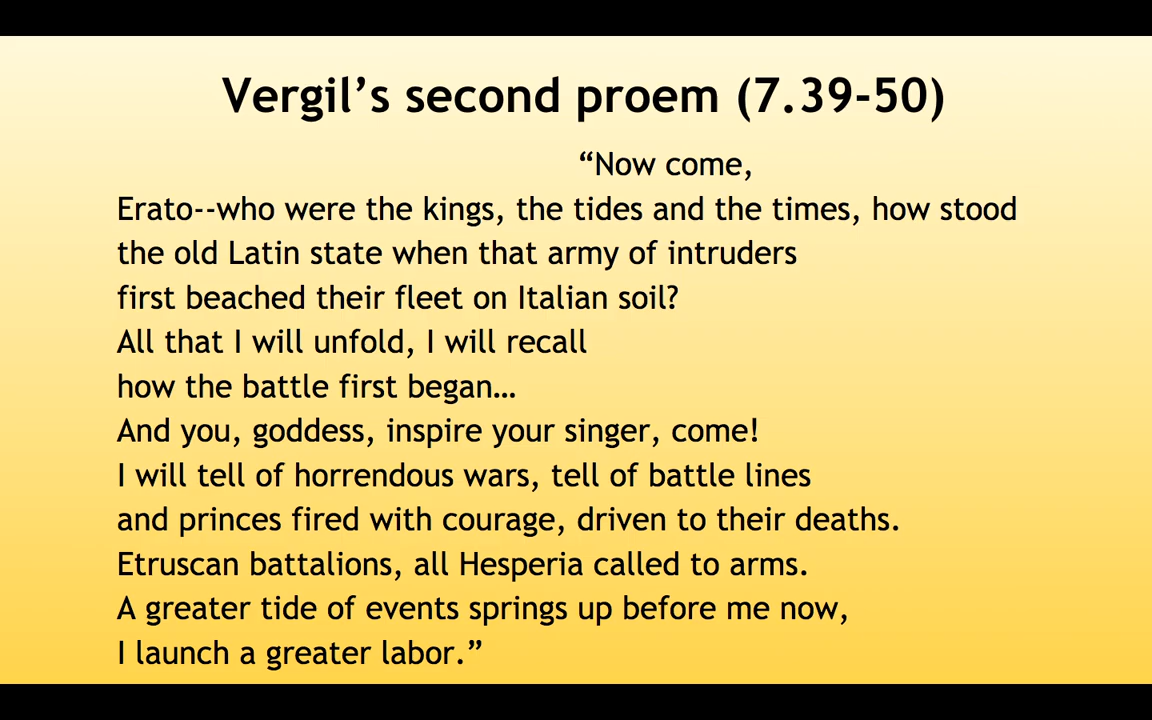 Vergil’s second proem (7.39-50)
“Now come,
Erato--who were the kings, the tides and the times, how stood
the old Latin state when that army of intruders
first beached their fleet on Italian soil?
All that I will unfold, I will recall
how the battle first began…
And you, goddess, inspire your singer, come!
I will tell of horrendous wars, tell of battle lines
and princes fired with courage, driven to their deaths.
Etruscan battalions, all Hesperia called to arms.
A greater tide of events springs up before me now,
I launch a greater labor.”